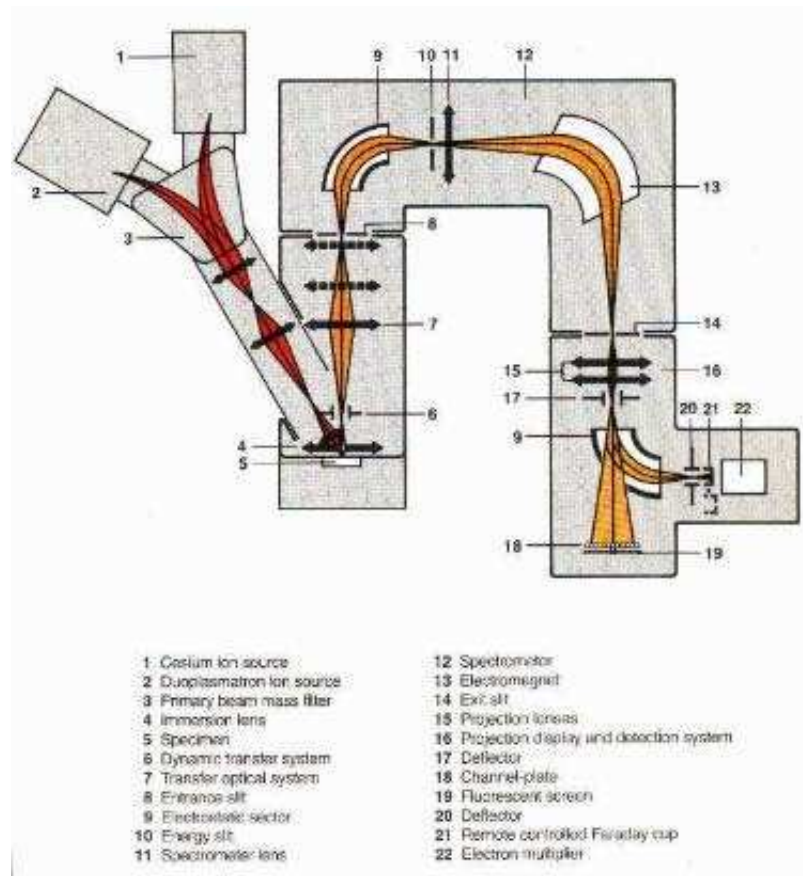 1
9
10
11
12
2
3
13
8
7
14
15
16
6
17
20
21
22
4
9
5
18
19
1 Cesium ion source
2 Duoplasmatron ion source
3 Primary beam mass filter
4 Immersion lens
5 Specimen
6 Dynamic transfer system
7 Transfer optical system
8 Entrance slit
9 Electrostatic sector
10 Energy slit
11 Spectrometer lens
12 Spectrometer
13 Electromagnet
14 Exit slit
15 Projection lenses
16 Projection display and detection system
17 Deflector
18 Channel-plate
19 Fluorescent screen
20 Deflector
21 Remote controlled Faraday cup
22 Electron multiplier